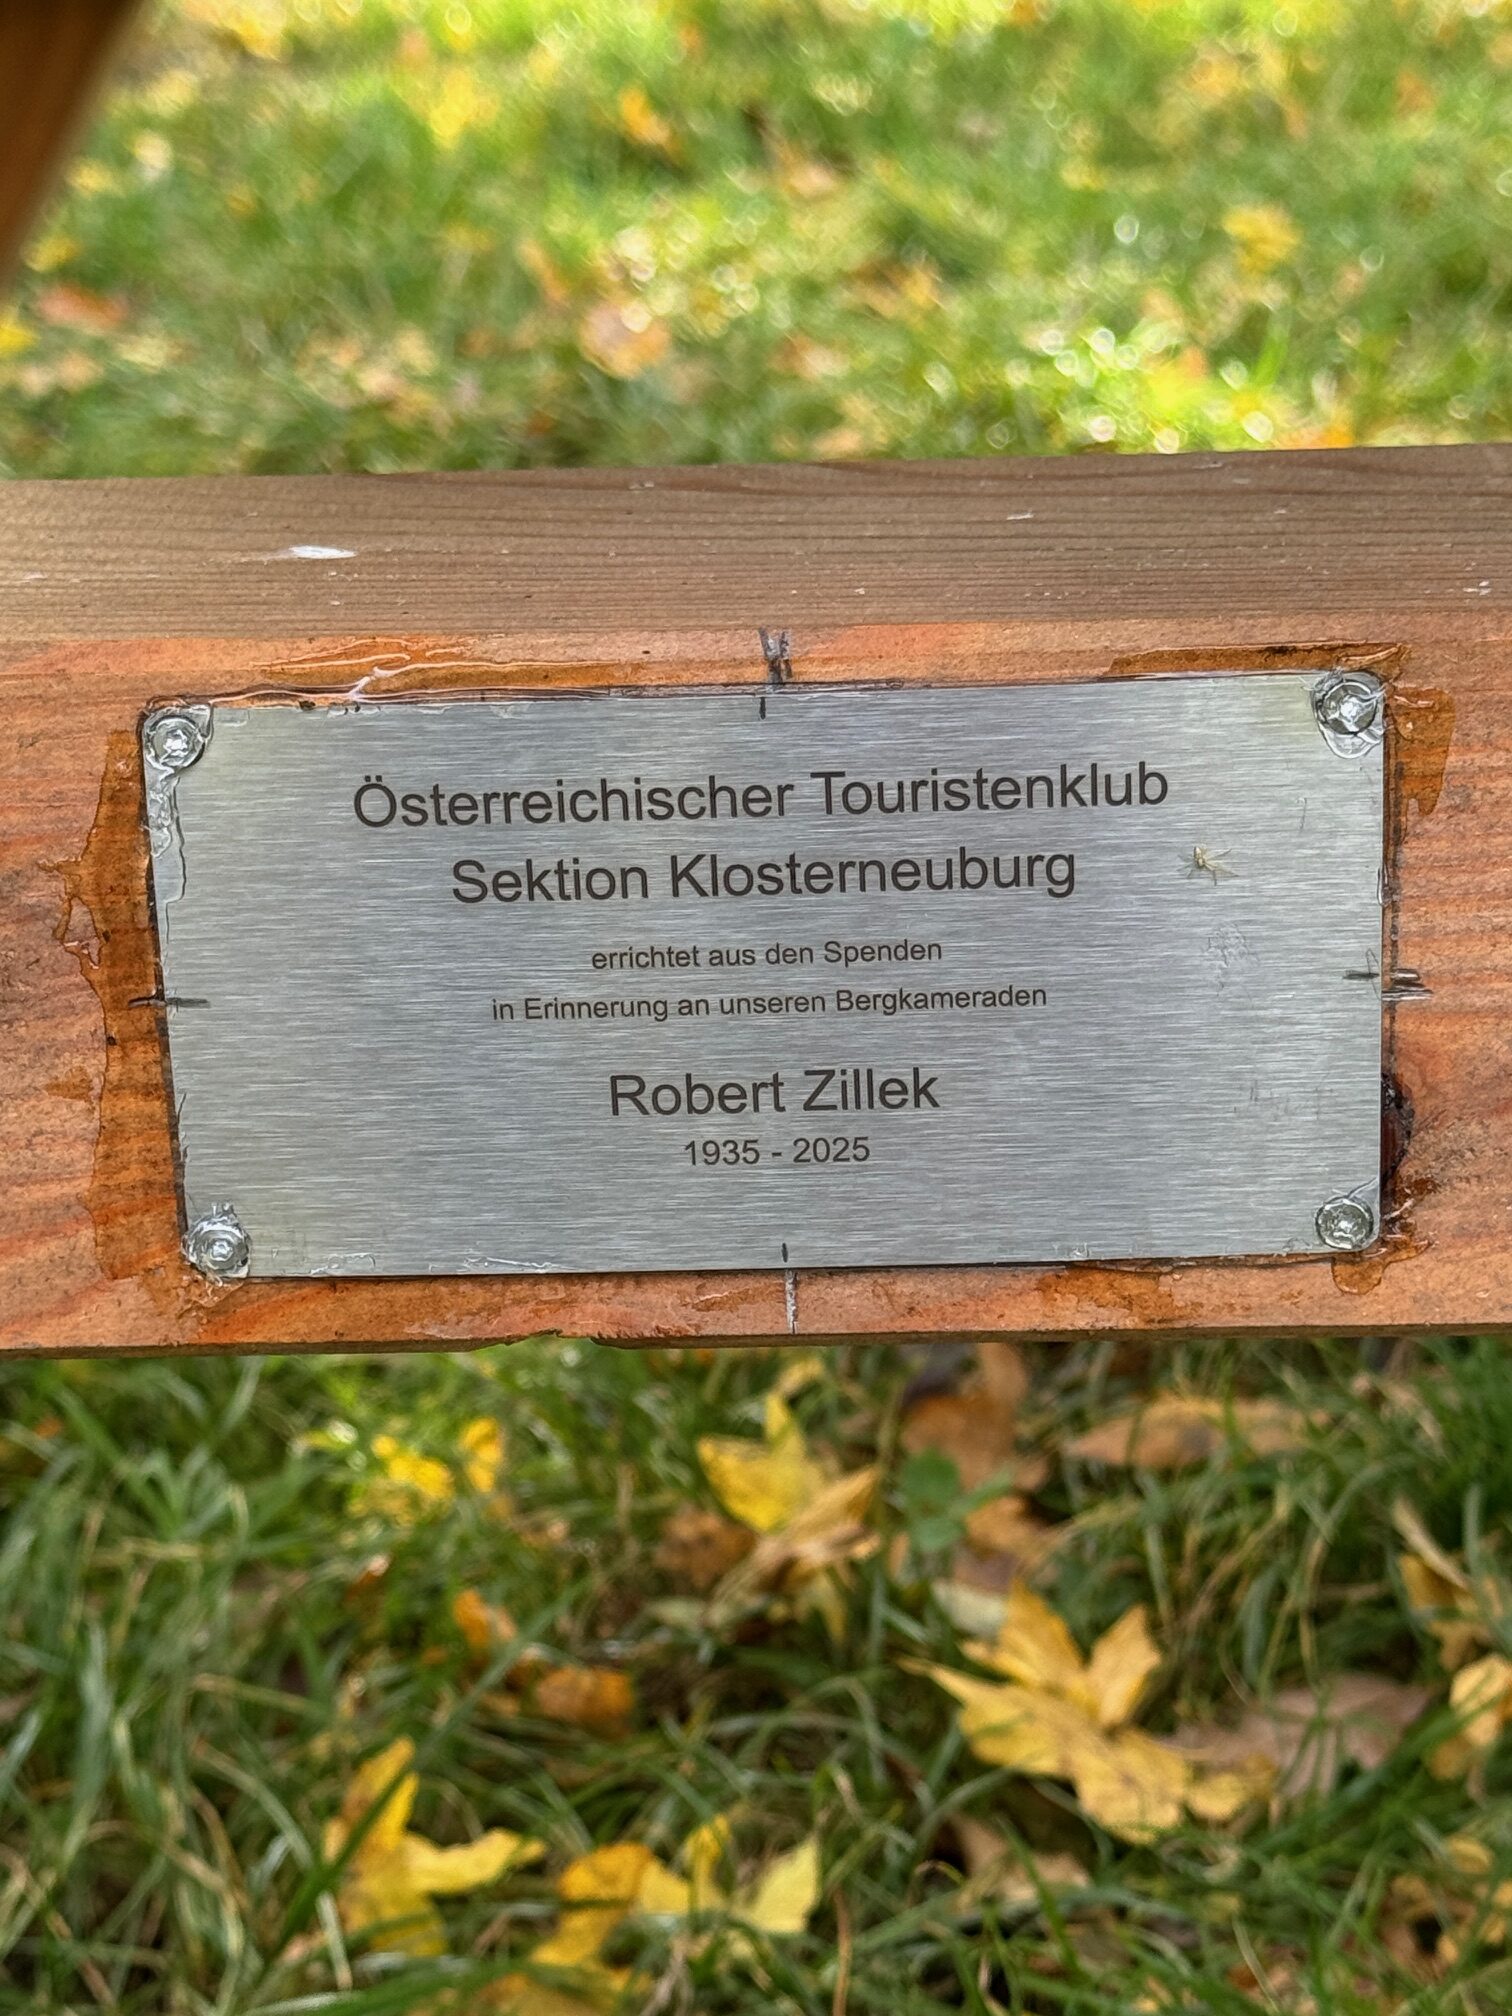 Österreichischer Touristenklub
Sektion Klosterneuburg
errichtet aus den Spenden
in Erinnerung an unseren Bergkameraden
Robert Zillek
1935 - 2025